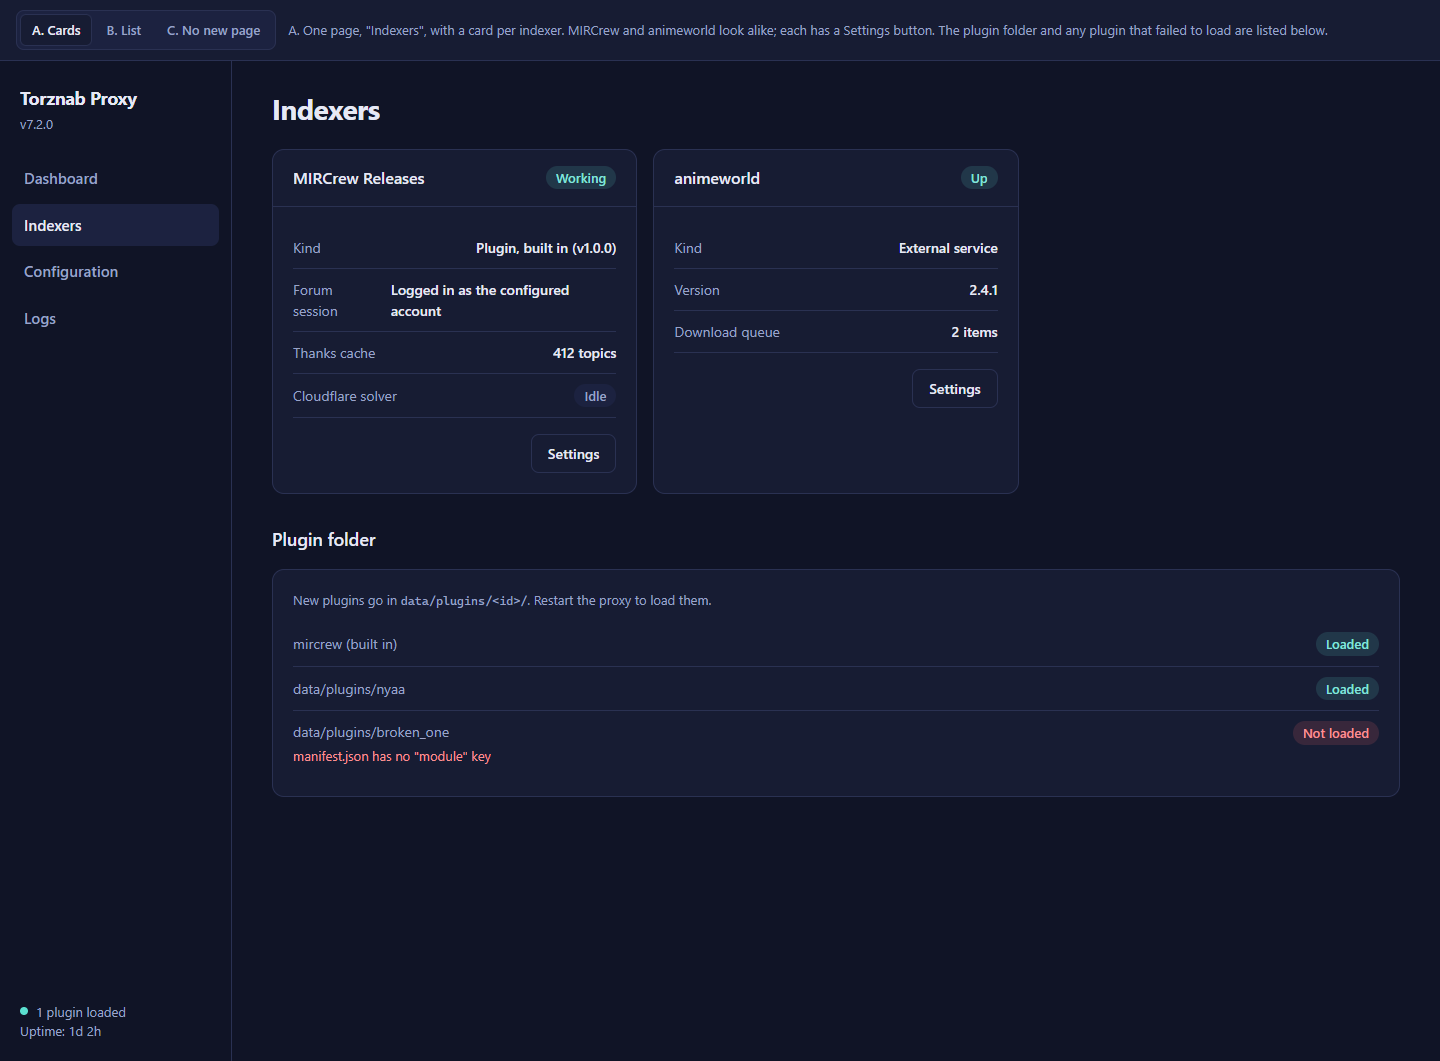 A. Cards B. List C. No new page A. One page, "Indexers", with a card per indexer. MIRCrew and animeworld look alike; each has a Settings button. The plugin folder and any plugin that failed to load are listed below.
Torznab Proxy
v7.2.0
Dashboard
Indexers
Configuration
Logs
Indexers
MIRCrew Releases Working
Kind Plugin, built in (v1.0.0)
Forum session Logged in as the configured account
Thanks cache 412 topics
Cloudflare solver Idle
Settings
animeworld Up
Kind External service
Version 2.4.1
Download queue 2 items
Settings
Plugin folder
New plugins go in data/plugins/<id>/. Restart the proxy to load them.
mircrew (built in) Loaded
data/plugins/nyaa Loaded
data/plugins/broken_one Not loaded
manifest.json has no "module" key
1 plugin loaded
Uptime: 1d 2h